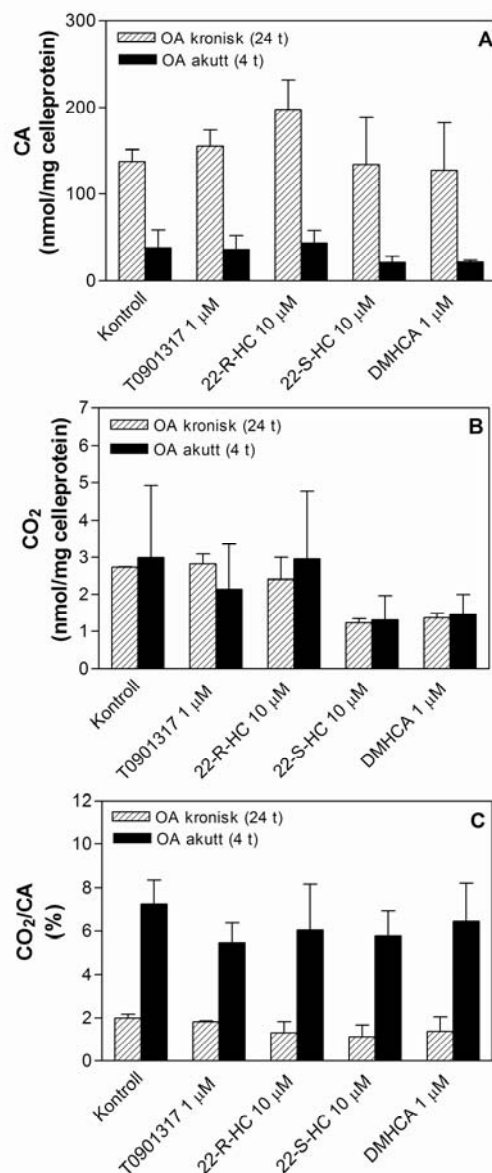 300
200
100
0
CA
(nmol/mg celleprotein)
OA kronisk (24 t)
OA akutt (4 t)
A
Kontroll
T0901317 1 μM
22-R-HC 10 μM
22-S-HC 10 μM
DMHCA 1 μM
7
6
5
4
3
2
1
0
CO₂
(nmol/mg celleprotein)
OA kronisk (24 t)
OA akutt (4 t)
B
Kontroll
T0901317 1 μM
22-R-HC 10 μM
22-S-HC 10 μM
DMHCA 1 μM
12
10
8
6
4
2
0
CO₂/CA
(%)
OA kronisk (24 t)
OA akutt (4 t)
C
Kontroll
T0901317 1 μM
22-R-HC 10 μM
22-S-HC 10 μM
DMHCA 1 μM